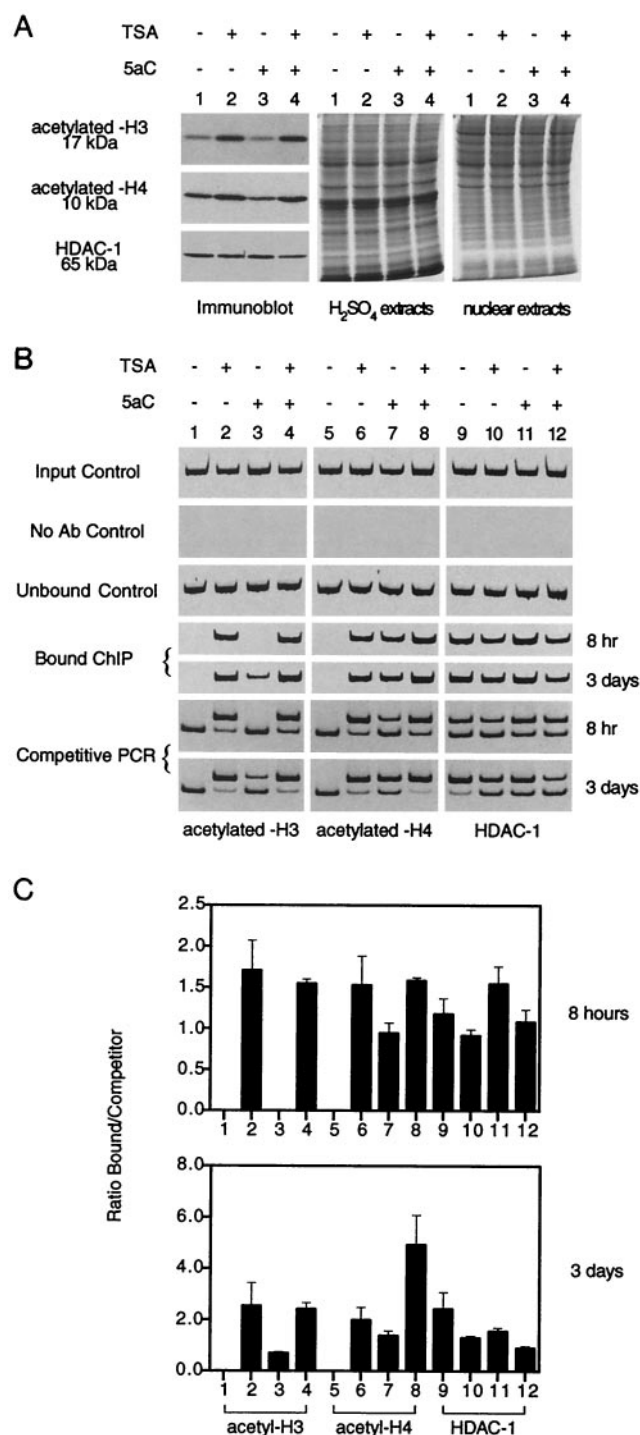 A
TSA - + - + - + - + - + - +
5aC - - + + - - + + - - + +
1 2 3 4 1 2 3 4 1 2 3 4
acetylated -H3
17 kDa
acetylated -H4
10 kDa
HDAC-1
65 kDa
Immunoblot H2SO4 extracts nuclear extracts
B
TSA - + - + - + - + - + - +
5aC - - + + - - + + - - + +
1 2 3 4 5 6 7 8 9 10 11 12
Input Control
No Ab Control
Unbound Control
Bound ChIP { 8 hr
3 days
Competitive PCR { 8 hr
3 days
acetylated -H3 acetylated -H4 HDAC-1
C
Ratio Bound/Competitor
2.5
2.0
1.5
1.0
0.5
0.0
8 hours
1 2 3 4 5 6 7 8 9 10 11 12
8.0
6.0
4.0
2.0
0.0
3 days
1 2 3 4 5 6 7 8 9 10 11 12
acetyl-H3 acetyl-H4 HDAC-1